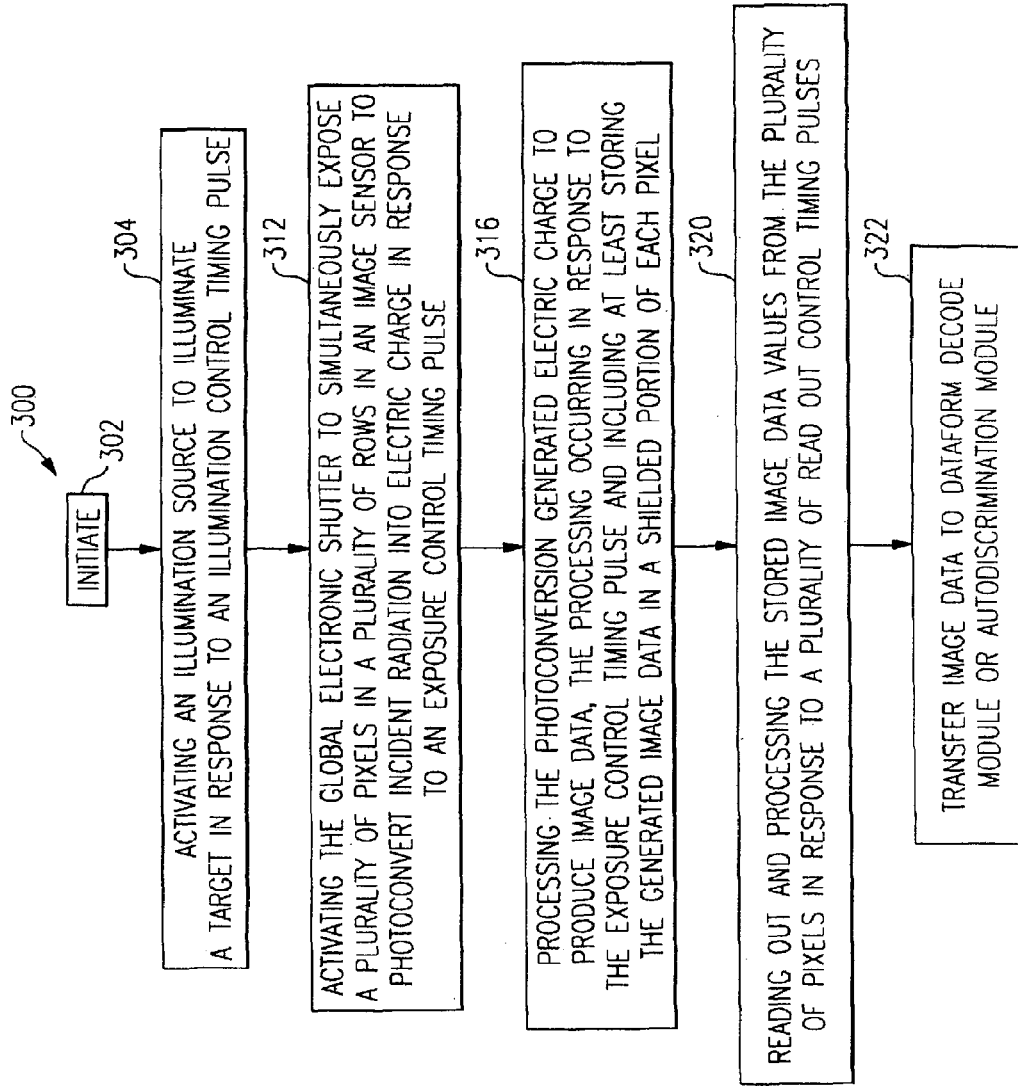 300
302
INITIATE
304
ACTIVATING AN ILLUMINATION SOURCE TO ILLUMINATE
A TARGET IN RESPONSE TO AN ILLUMINATION CONTROL TIMING PULSE
312
ACTIVATING THE GLOBAL ELECTRONIC SHUTTER TO SIMULTANEOUSLY EXPOSE
A PLURALITY OF PIXELS IN A PLURALITY OF ROWS IN AN IMAGE SENSOR TO
PHOTOCONVERT INCIDENT RADIATION INTO ELECTRIC CHARGE IN RESPONSE
TO AN EXPOSURE CONTROL TIMING PULSE
316
PROCESSING THE PHOTOCONVERSION GENERATED ELECTRIC CHARGE TO
PRODUCE IMAGE DATA, THE PROCESSING OCCURRING IN RESPONSE TO
THE EXPOSURE CONTROL TIMING PULSE AND INCLUDING AT LEAST STORING
THE GENERATED IMAGE DATA IN A SHIELDED PORTION OF EACH PIXEL
320
READING OUT AND PROCESSING THE STORED IMAGE DATA VALUES FROM THE PLURALITY
OF PIXELS IN RESPONSE TO A PLURALITY OF READ OUT CONTROL TIMING PULSES
322
TRANSFER IMAGE DATA TO DATAFORM DECODE
MODULE OR AUTODISCRIMINATION MODULE